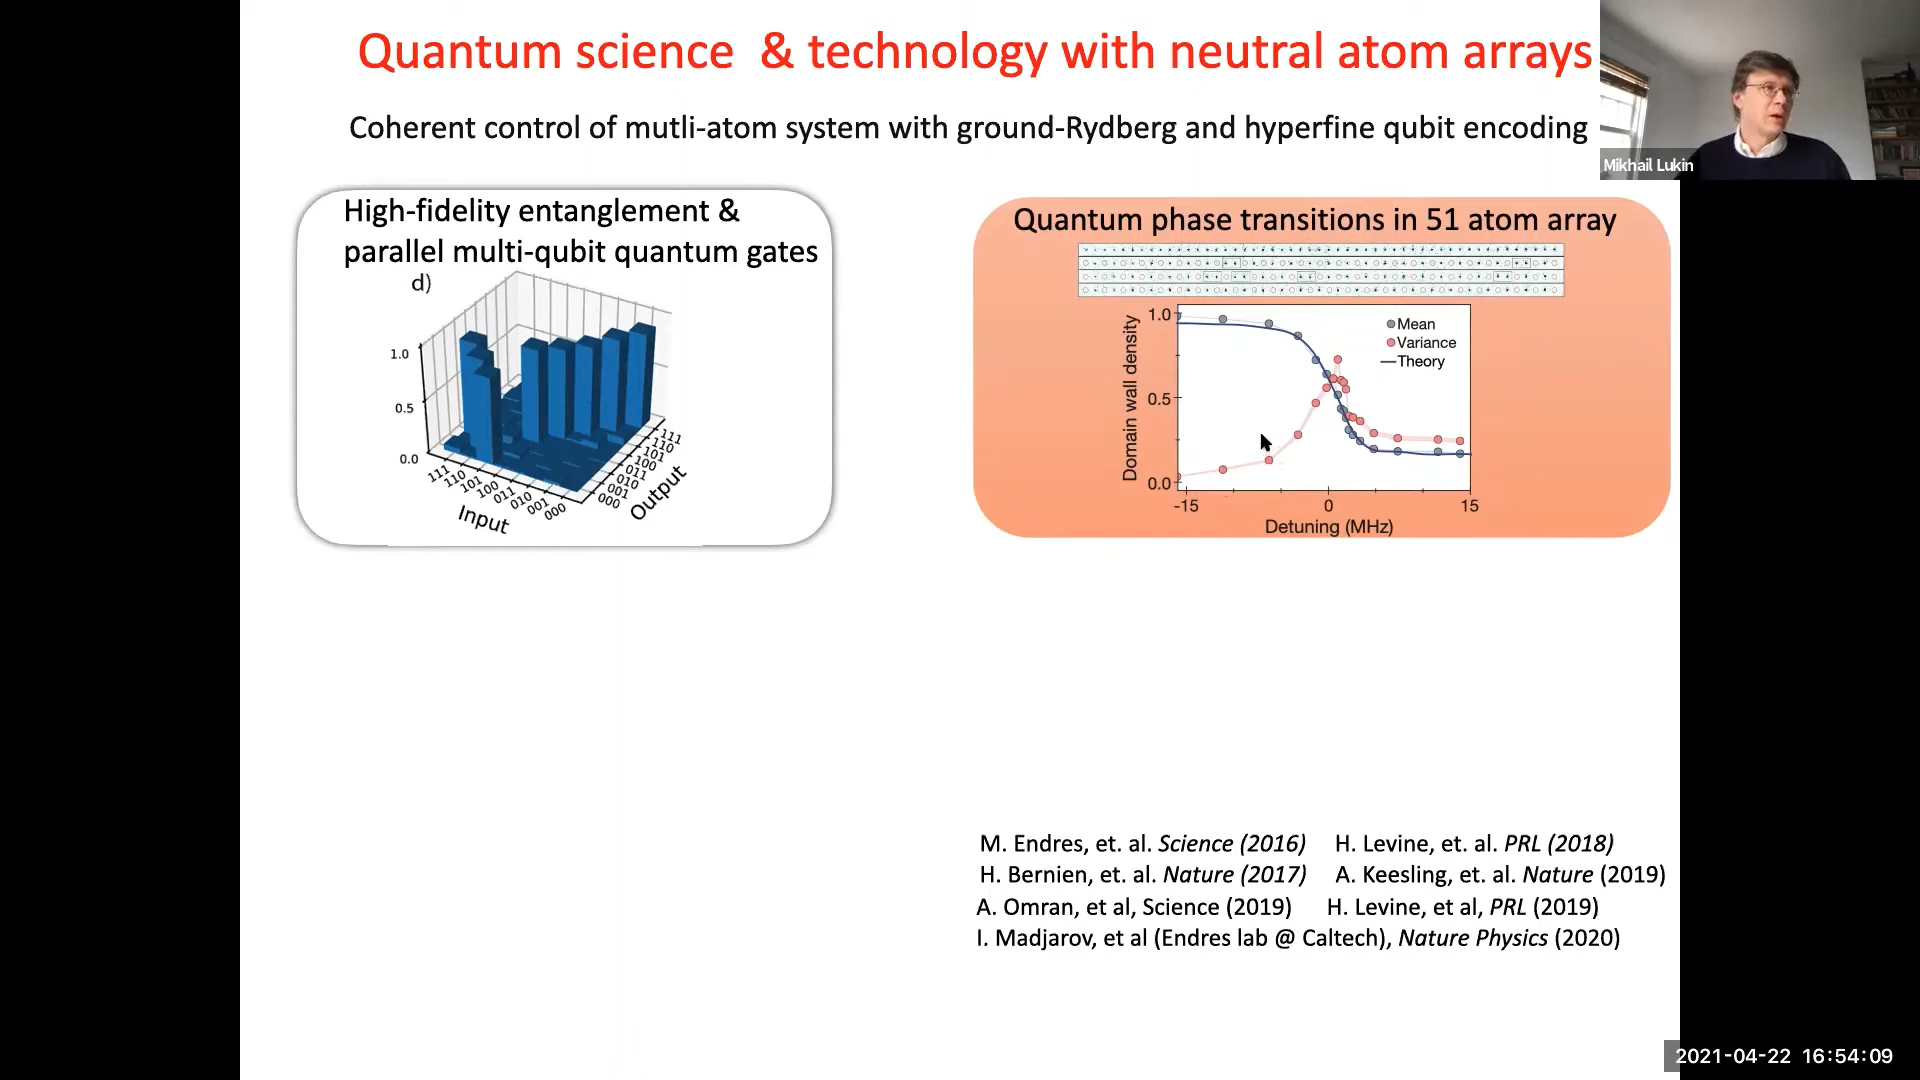 Quantum science & technology with neutral atom arrays
Coherent control of mutli-atom system with ground-Rydberg and hyperfine qubit encoding
Mikhail Lukin
High-fidelity entanglement &
parallel multi-qubit quantum gates
d)
1.0
0.5
0.0
111
110
101
100
011
010
001
000
Input
111
110
101
100
011
010
001
000
Output
Quantum phase transitions in 51 atom array
Domain wall density
1.0
0.5
0.0
Mean
Variance
Theory
-15
0
15
Detuning (MHz)
M. Endres, et. al. Science (2016) H. Levine, et. al. PRL (2018)
H. Bernien, et. al. Nature (2017) A. Keesling, et. al. Nature (2019)
A. Omran, et al, Science (2019) H. Levine, et al, PRL (2019)
I. Madjarov, et al (Endres lab @ Caltech), Nature Physics (2020)
2021-04-22 16:54:09